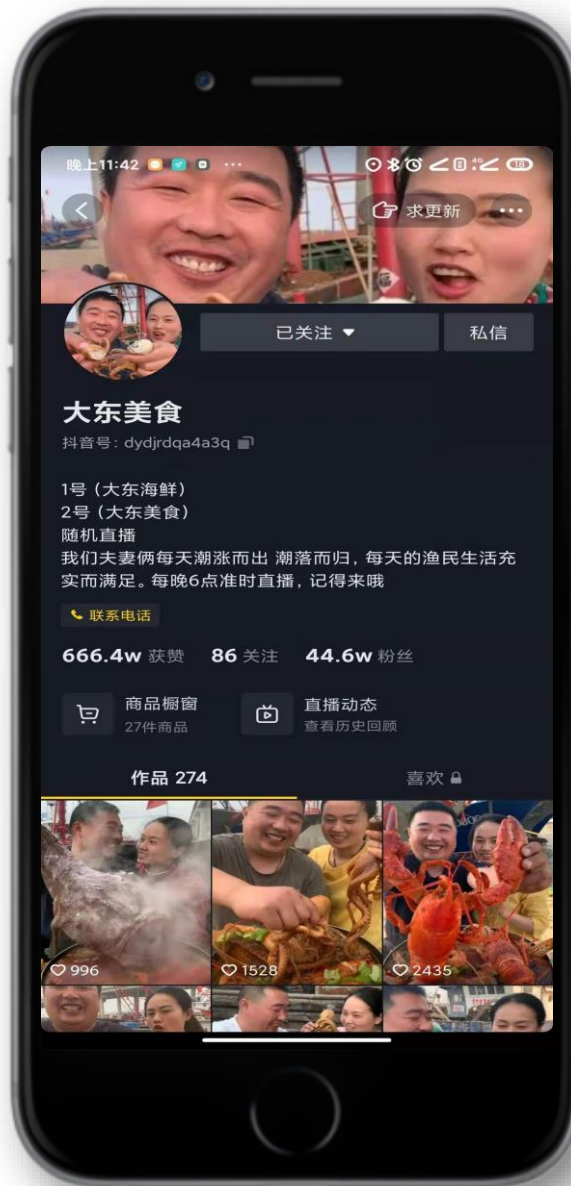 晚上11:42 ...
4G 18
求更新 ...
已关注 私信
大东美食
抖音号：dydjrdqa4a3q
1号（大东海鲜）
2号（大东美食）
随机直播
我们夫妻俩每天潮涨而出 潮落而归，每天的渔民生活充
实而满足。每晚6点准时直播，记得来哦
联系电话
666.4w 获赞 86 关注 44.6w 粉丝
商品橱窗
27件商品
直播动态
查看历史回顾
作品 274 喜欢
996 1528 2435